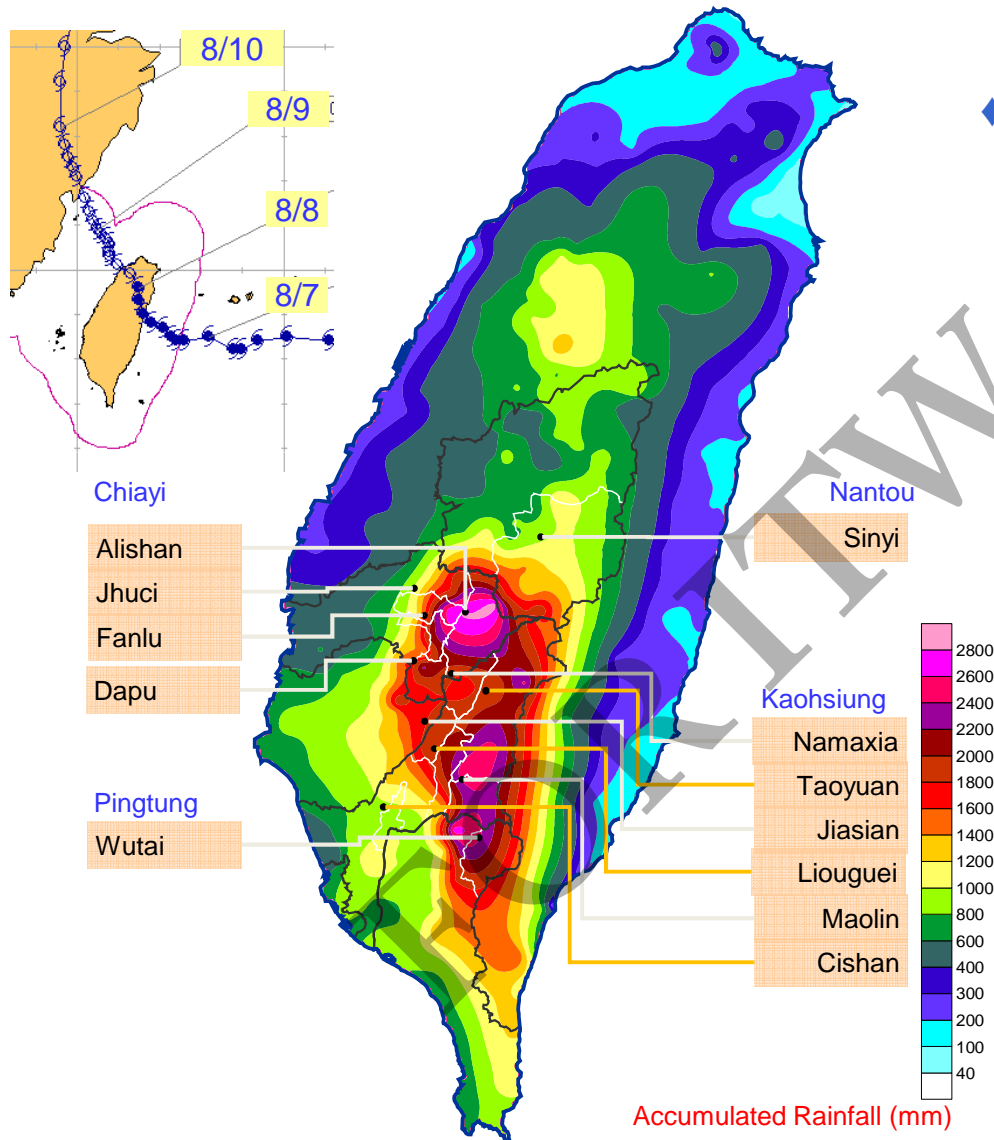 8/10
8/9
8/8
8/7
Chiayi
Alishan
Jhuci
Fanlu
Dapu
Pingtung
Wutai
Nantou
Sinyi
Kaohsiung
Namaxia
Taoyuan
Jiasian
Liouguei
Maolin
Cishan
2800
2600
2400
2200
2000
1800
1600
1400
1200
1000
800
600
400
300
200
100
40
Accumulated Rainfall (mm)